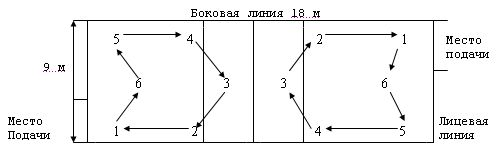 Боковая линия 18 м
5 4 2 1
Место
подачи
9 м
6 3 3 6
Место
Подачи
1 2 4 5
Лицевая
линия